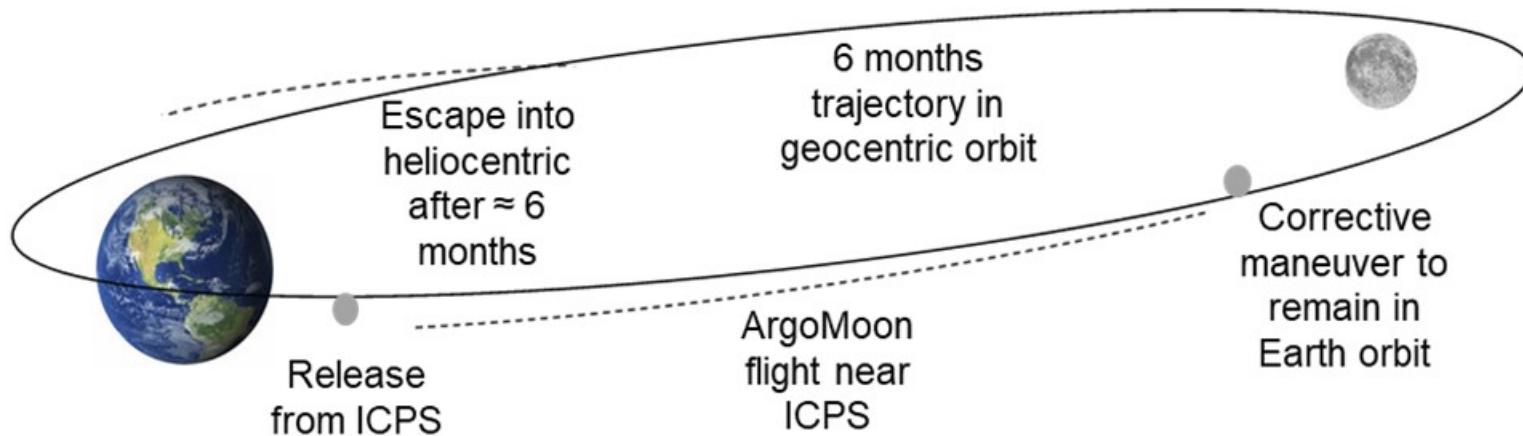 Escape into
heliocentric
after ≈ 6
months
6 months
trajectory in
geocentric orbit
Release
from ICPS
ArgoMoon
flight near
ICPS
Corrective
maneuver to
remain in
Earth orbit